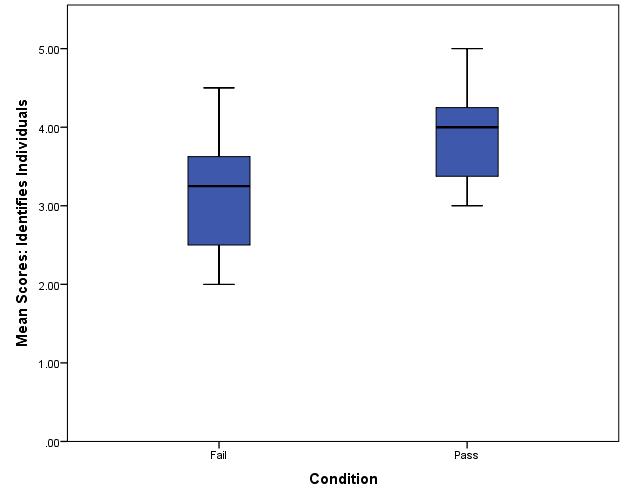 Mean Scores: Identifies Individuals
5.00
4.00
3.00
2.00
1.00
.00
Fail
Pass
Condition